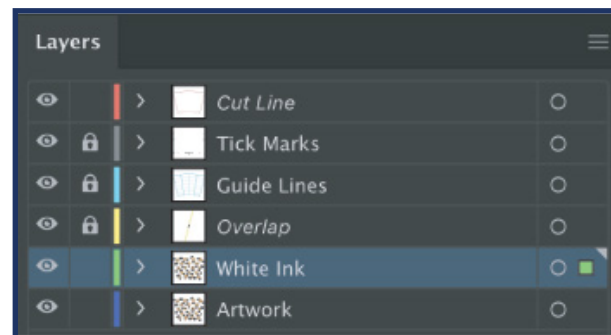 Layers
Cut Line
Tick Marks
Guide Lines
Overlap
White Ink
Artwork